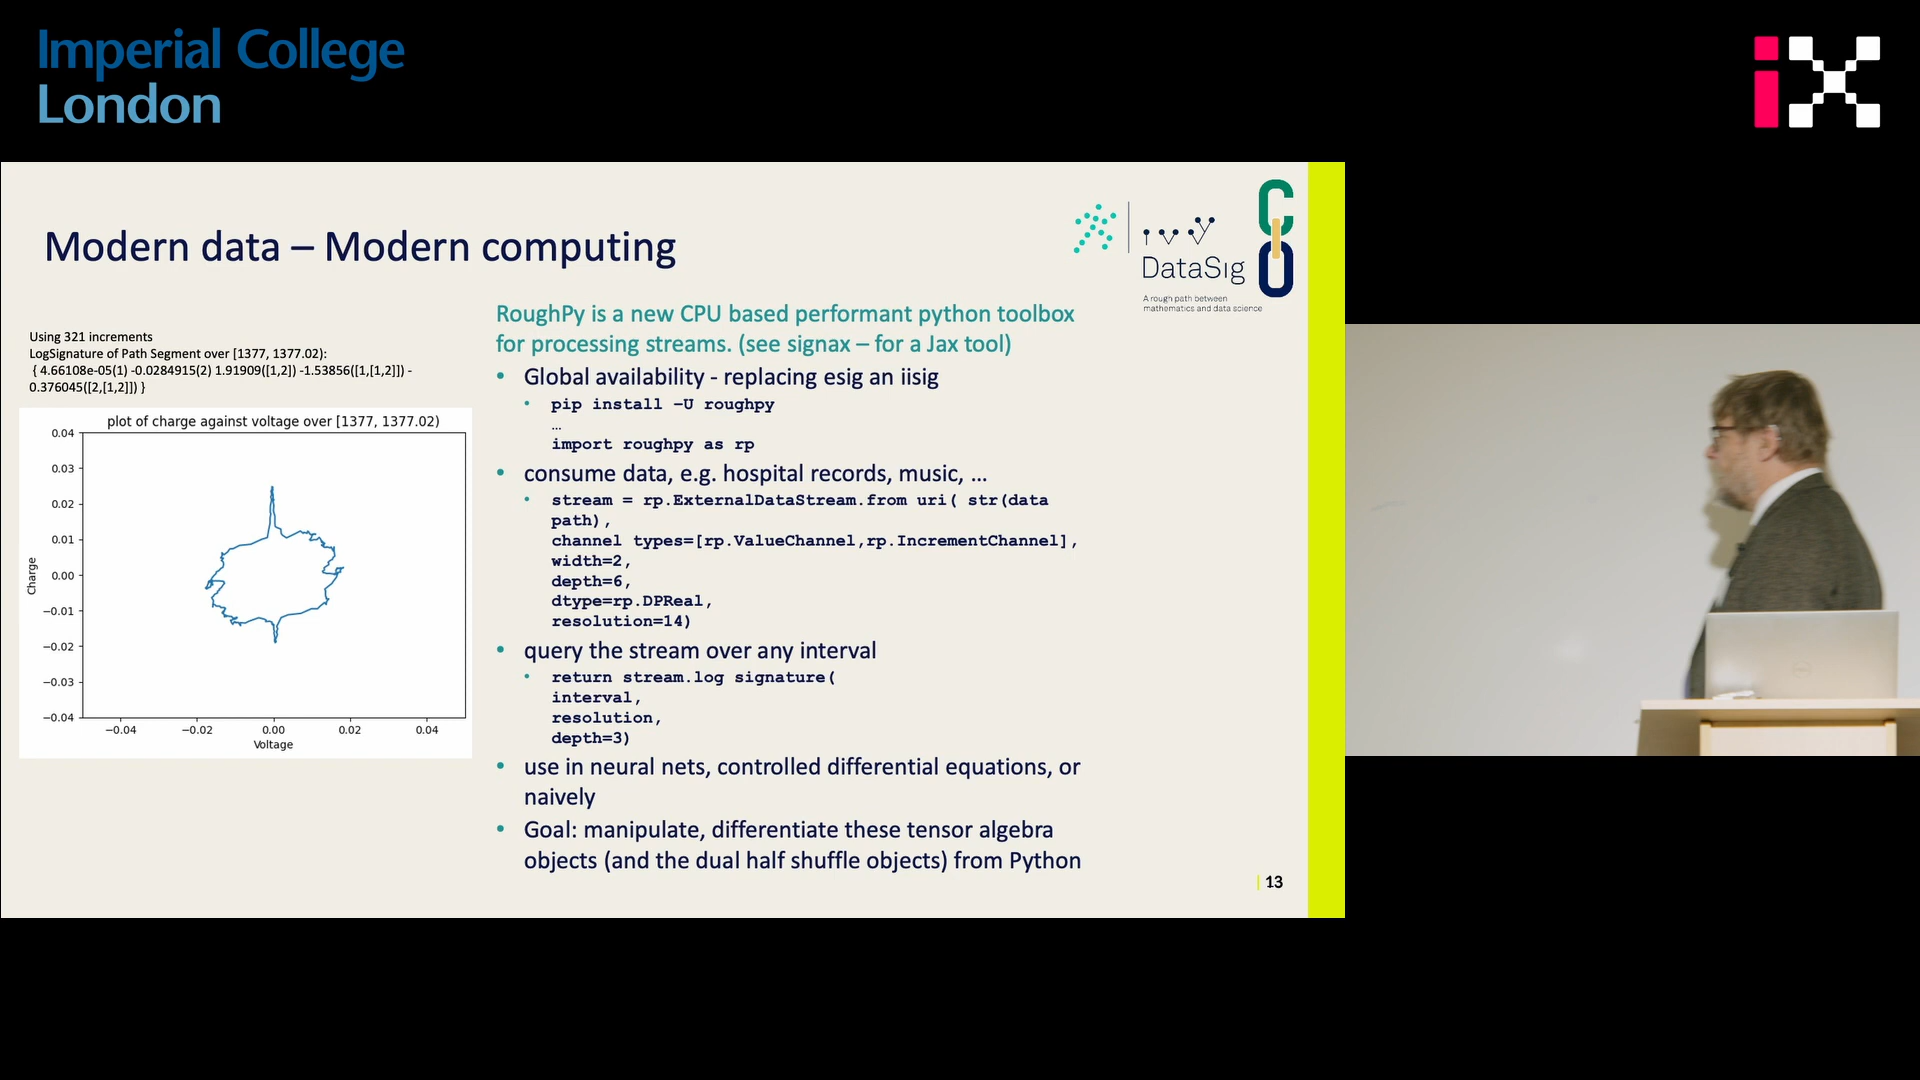 Imperial College
London
iX
Modern data – Modern computing
DataSig
A rough path between
mathematics and data science
Using 321 increments
LogSignature of Path Segment over [1377, 1377.02):
{ 4.66108e-05(1) -0.0284915(2) 1.91909([1,2]) -1.53856([1,[1,2]]) -
0.376045([2,[1,2]]) }
plot of charge against voltage over [1377, 1377.02)
0.04
0.03
0.02
0.01
0.00
−0.01
−0.02
−0.03
−0.04
Charge
−0.04 −0.02 0.00 0.02 0.04
Voltage
RoughPy is a new CPU based performant python toolbox
for processing streams. (see signax – for a Jax tool)
• Global availability - replacing esig an iisig
• pip install –U roughpy
…
import roughpy as rp
• consume data, e.g. hospital records, music, …
• stream = rp.ExternalDataStream.from uri( str(data
path),
channel types=[rp.ValueChannel,rp.IncrementChannel],
width=2,
depth=6,
dtype=rp.DPReal,
resolution=14)
• query the stream over any interval
• return stream.log signature(
interval,
resolution,
depth=3)
• use in neural nets, controlled differential equations, or
naively
• Goal: manipulate, differentiate these tensor algebra
objects (and the dual half shuffle objects) from Python
13